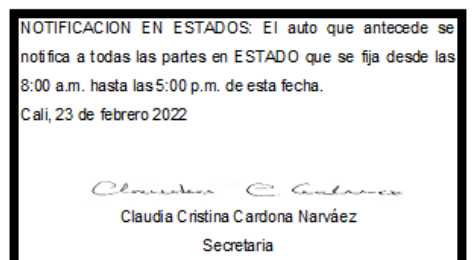 NOTIFICACION EN ESTADOS: El auto que antecede se
notifica a todas las partes en ESTADO que se fija desde las
8:00 a.m. hasta las 5:00 p.m. de esta fecha.
Cali, 23 de febrero 2022
Claudia C Cardona
Claudia Cristina Cardona Narváez
Secretaria